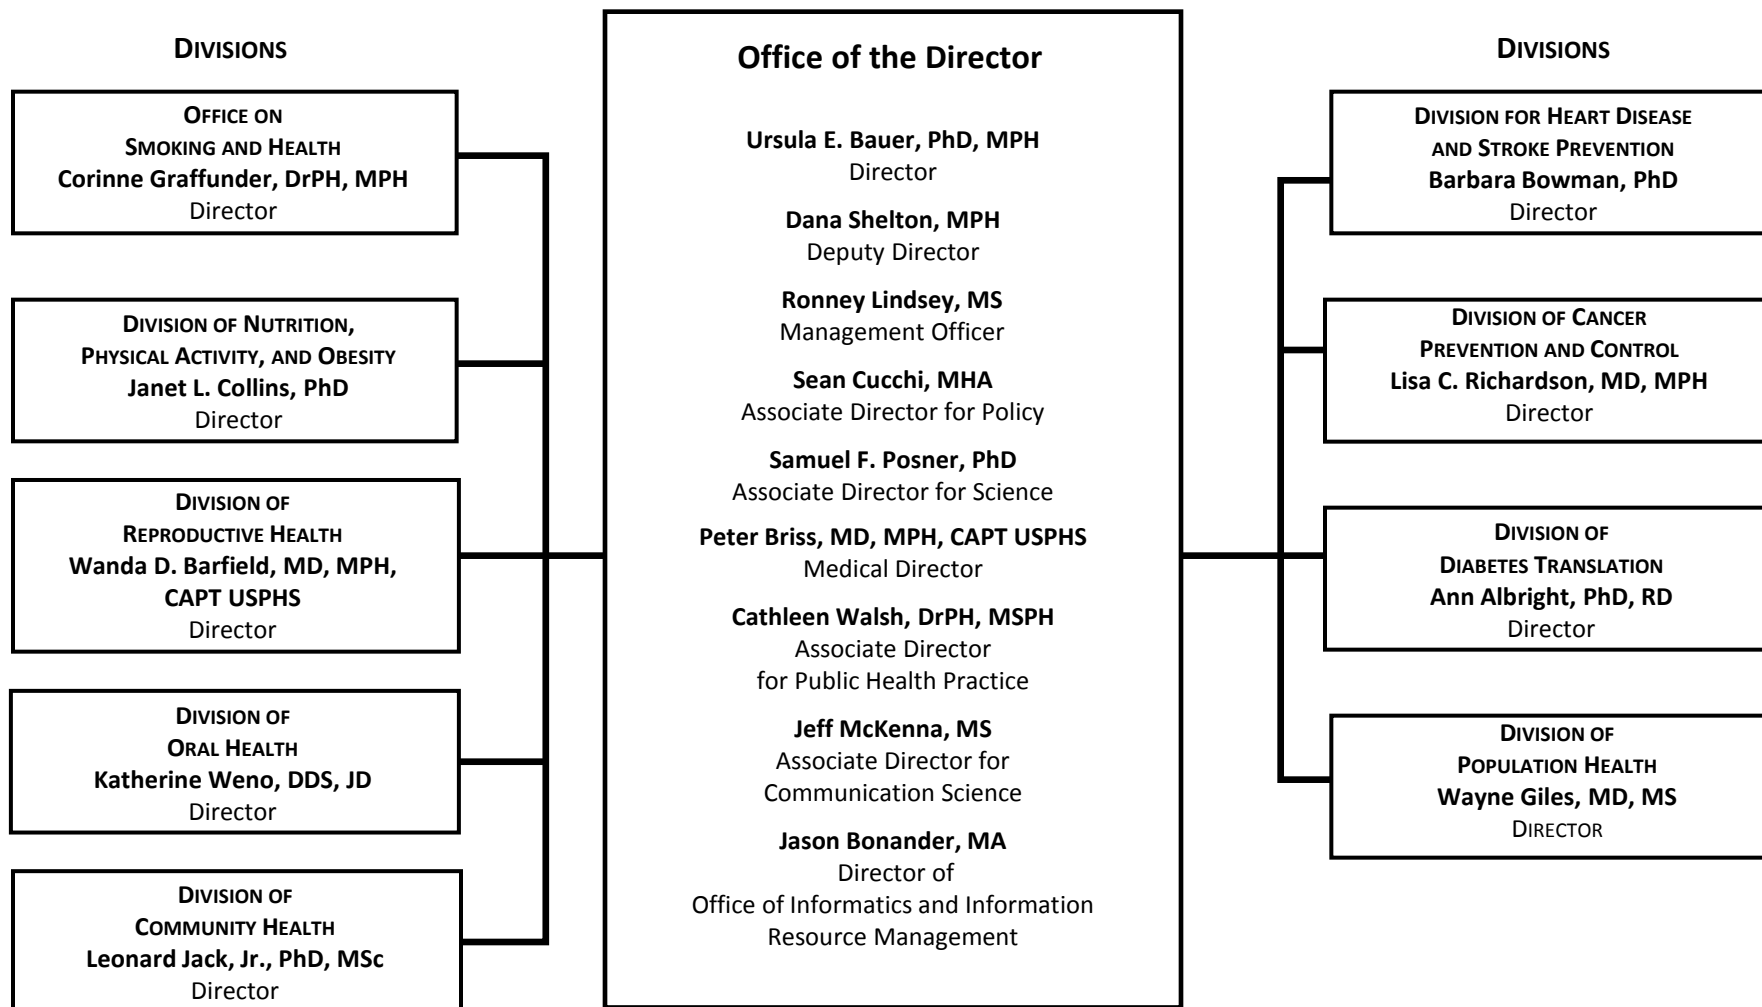 DIVISIONS
OFFICE ON
SMOKING AND HEALTH
Corinne Graffunder, DrPH, MPH
Director
DIVISION OF NUTRITION,
PHYSICAL ACTIVITY, AND OBESITY
Janet L. Collins, PhD
Director
DIVISION OF
REPRODUCTIVE HEALTH
Wanda D. Barfield, MD, MPH,
CAPT USPHS
Director
DIVISION OF
ORAL HEALTH
Katherine Weno, DDS, JD
Director
DIVISION OF
COMMUNITY HEALTH
Leonard Jack, Jr., PhD, MSc
Director
Office of the Director
Ursula E. Bauer, PhD, MPH
Director
Dana Shelton, MPH
Deputy Director
Ronney Lindsey, MS
Management Officer
Sean Cucchi, MHA
Associate Director for Policy
Samuel F. Posner, PhD
Associate Director for Science
Peter Briss, MD, MPH, CAPT USPHS
Medical Director
Cathleen Walsh, DrPH, MSPH
Associate Director
for Public Health Practice
Jeff McKenna, MS
Associate Director for
Communication Science
Jason Bonander, MA
Director of
Office of Informatics and Information
Resource Management
DIVISIONS
DIVISION FOR HEART DISEASE
AND STROKE PREVENTION
Barbara Bowman, PhD
Director
DIVISION OF CANCER
PREVENTION AND CONTROL
Lisa C. Richardson, MD, MPH
Director
DIVISION OF
DIABETES TRANSLATION
Ann Albright, PhD, RD
Director
DIVISION OF
POPULATION HEALTH
Wayne Giles, MD, MS
DIRECTOR